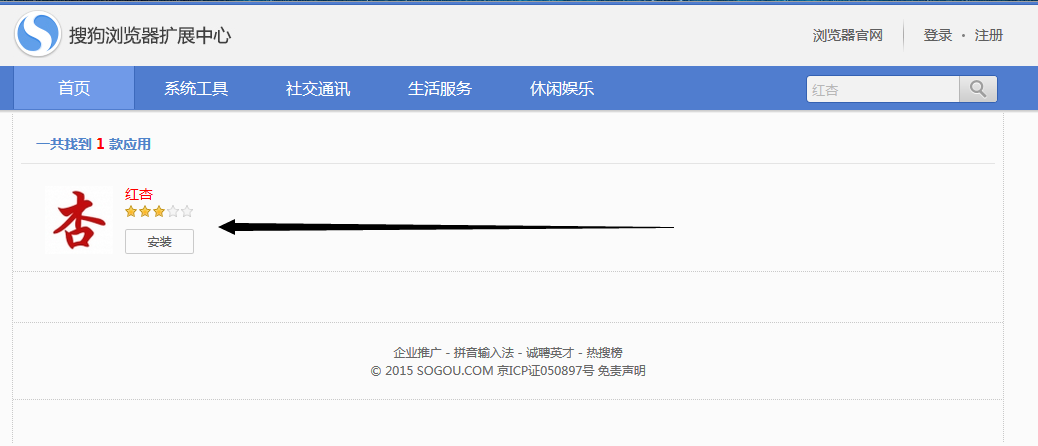 搜狗浏览器扩展中心
浏览器官网 登录 · 注册
首页 系统工具 社交通讯 生活服务 休闲娱乐 红杏
一共找到 1 款应用
杏
红杏
安装
企业推广 - 拼音输入法 - 诚聘英才 - 热搜榜
© 2015 SOGOU.COM 京ICP证050897号 免责声明